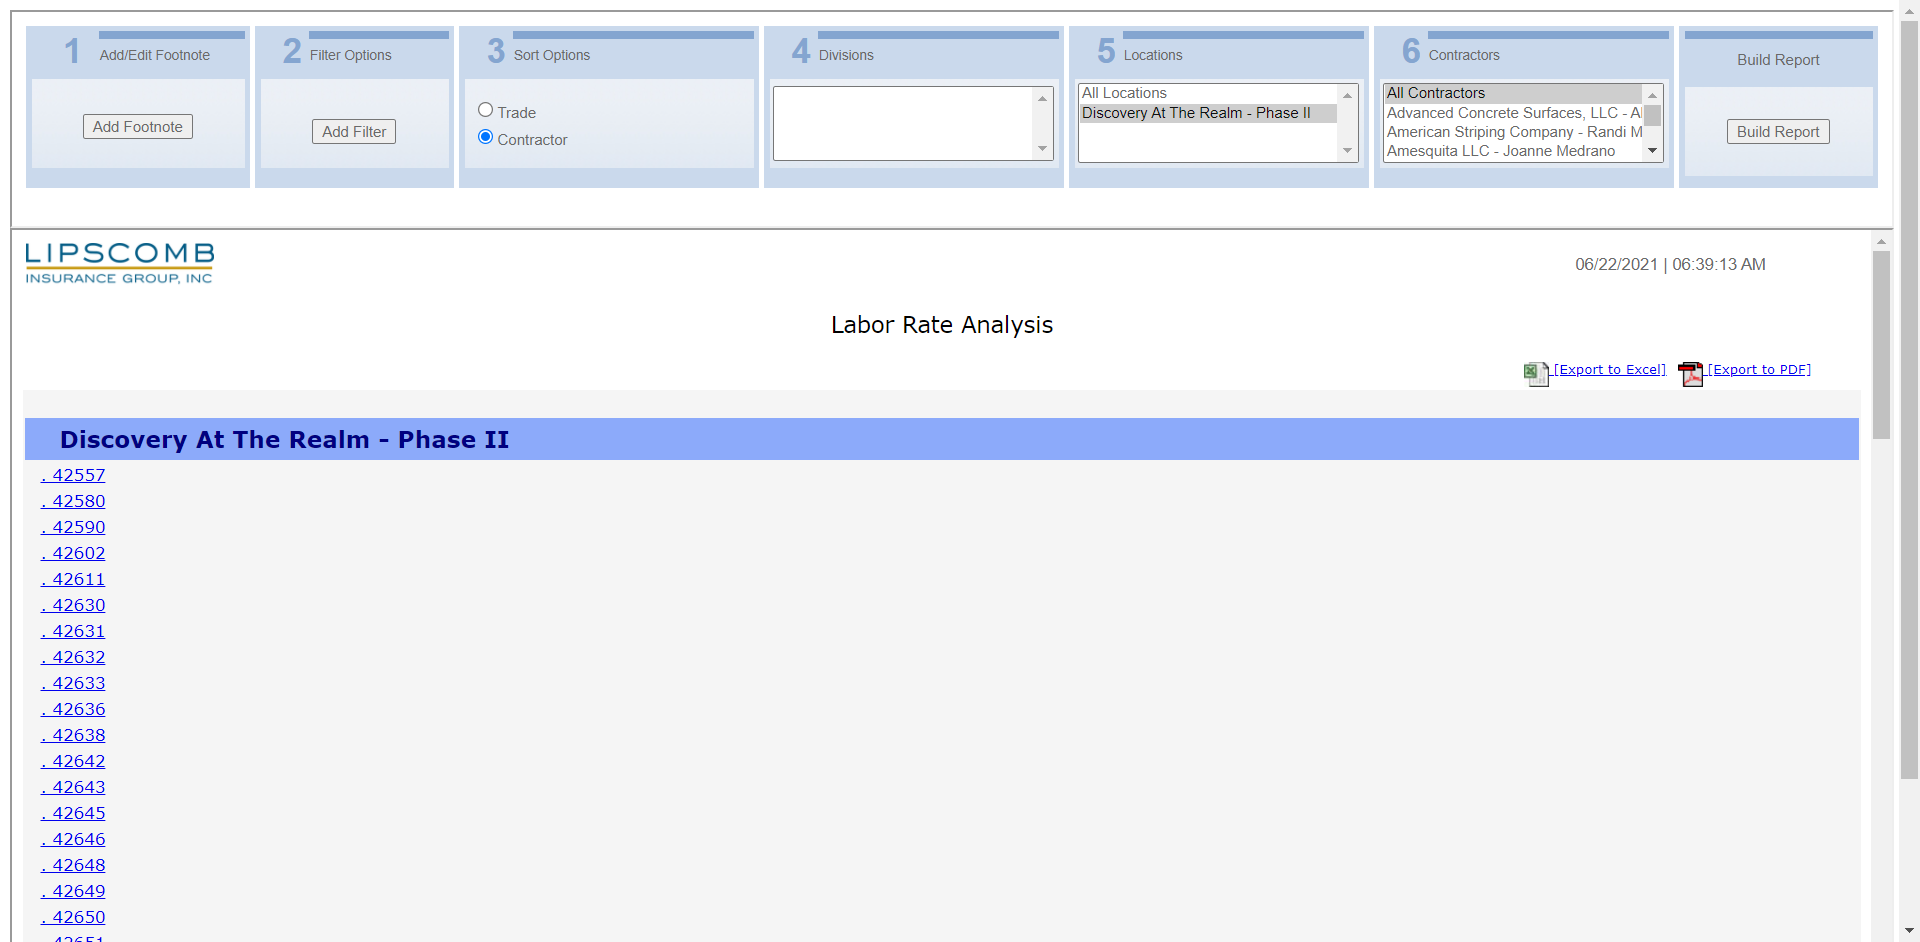 1 Add/Edit Footnote
Add Footnote
2 Filter Options
Add Filter
3 Sort Options
Trade
Contractor
4 Divisions
5 Locations
All Locations
Discovery At The Realm - Phase II
6 Contractors
All Contractors
Advanced Concrete Surfaces, LLC - A
American Striping Company - Randi M
Amesquita LLC - Joanne Medrano
Build Report
Build Report
LIPSCOMB
INSURANCE GROUP, INC
06/22/2021 | 06:39:13 AM
Labor Rate Analysis
[Export to Excel] [Export to PDF]
Discovery At The Realm - Phase II
. 42557
. 42580
. 42590
. 42602
. 42611
. 42630
. 42631
. 42632
. 42633
. 42636
. 42638
. 42642
. 42643
. 42645
. 42646
. 42648
. 42649
. 42650
. 42651